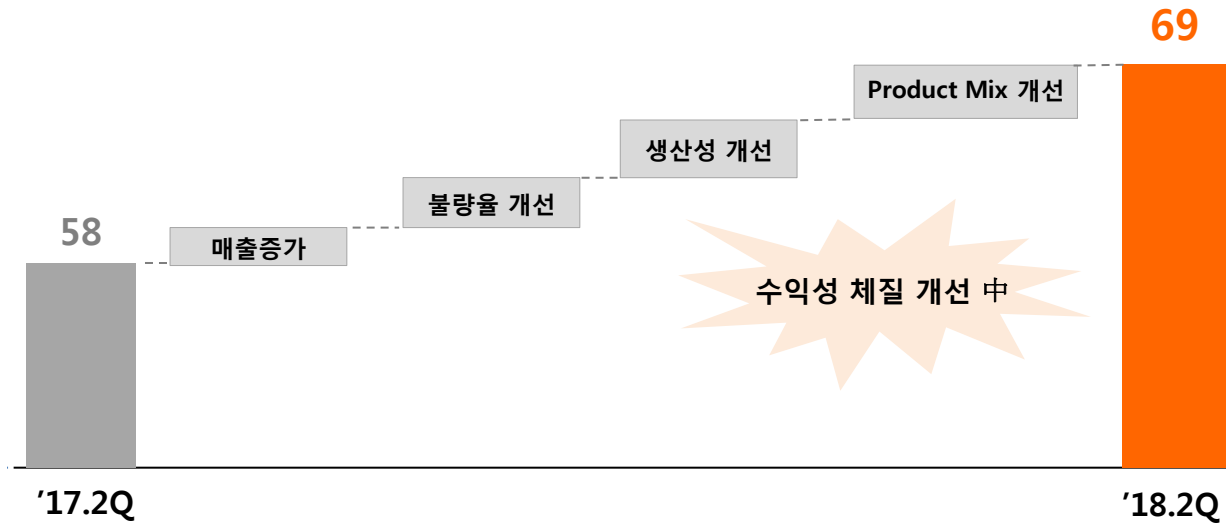 69
Product Mix 개선
생산성 개선
불량율 개선
58
매출증가
수익성 체질 개선 中
’17.2Q
’18.2Q